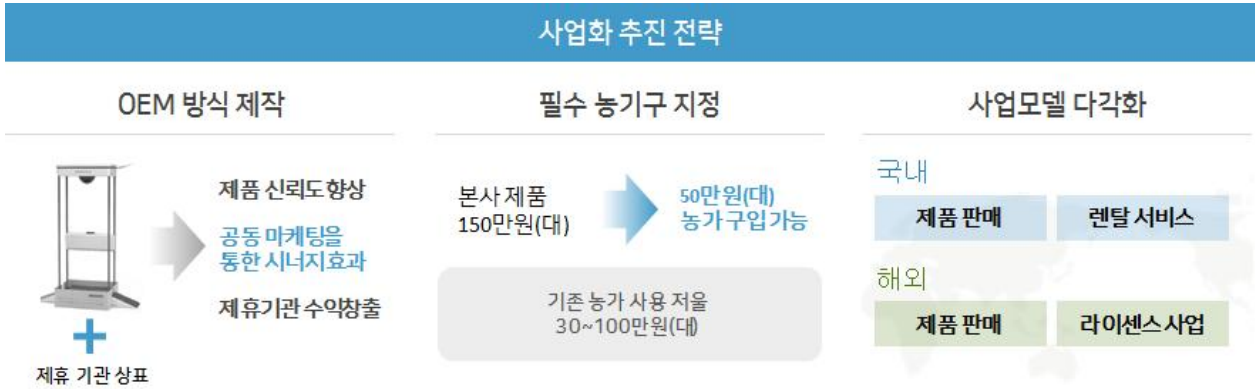 사업화 추진 전략
OEM 방식 제작
제품 신뢰도 향상
공동 마케팅을
통한 시너지효과
제휴기관 수익창출
제휴 기관 상표
필수 농기구 지정
본사 제품
150만원(대)
50만원(대)
농가구입가능
기존 농가 사용 저울
30~100만원(대)
사업모델 다각화
국내
제품 판매
렌탈 서비스
해외
제품 판매
라이센스사업